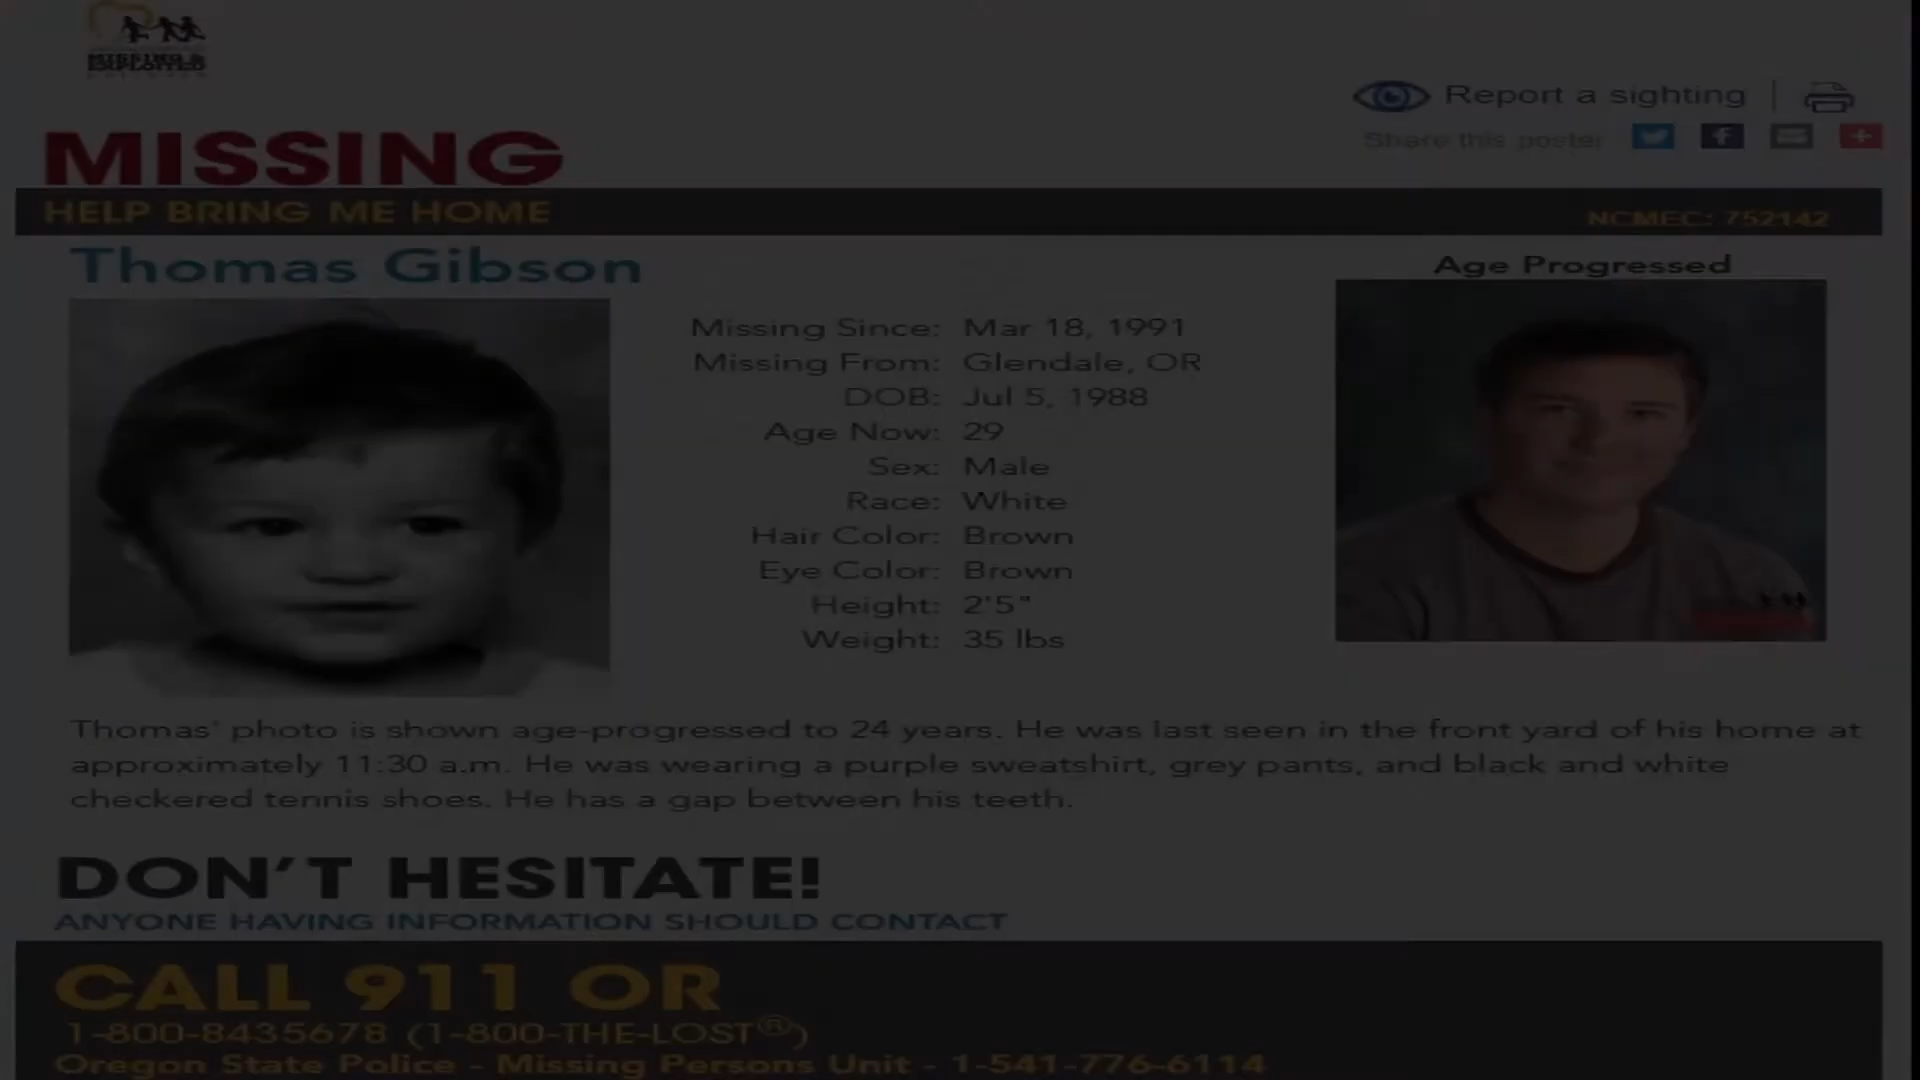 MISSING &
EXPLOITED
Report a sighting
Share this poster
MISSING
HELP BRING ME HOME
NCMEC: 752142
Thomas Gibson
Age Progressed
Missing Since: Mar 18, 1991
Missing From: Glendale, OR
DOB: Jul 5, 1988
Age Now: 29
Sex: Male
Race: White
Hair Color: Brown
Eye Color: Brown
Height: 2'5"
Weight: 35 lbs
Thomas' photo is shown age-progressed to 24 years. He was last seen in the front yard of his home at
approximately 11:30 a.m. He was wearing a purple sweatshirt, grey pants, and black and white
checkered tennis shoes. He has a gap between his teeth.
DON'T HESITATE!
ANYONE HAVING INFORMATION SHOULD CONTACT
CALL 911 OR
1-800-8435678 (1-800-THE-LOST®)
Oregon State Police - Missing Persons Unit - 1-541-776-6114